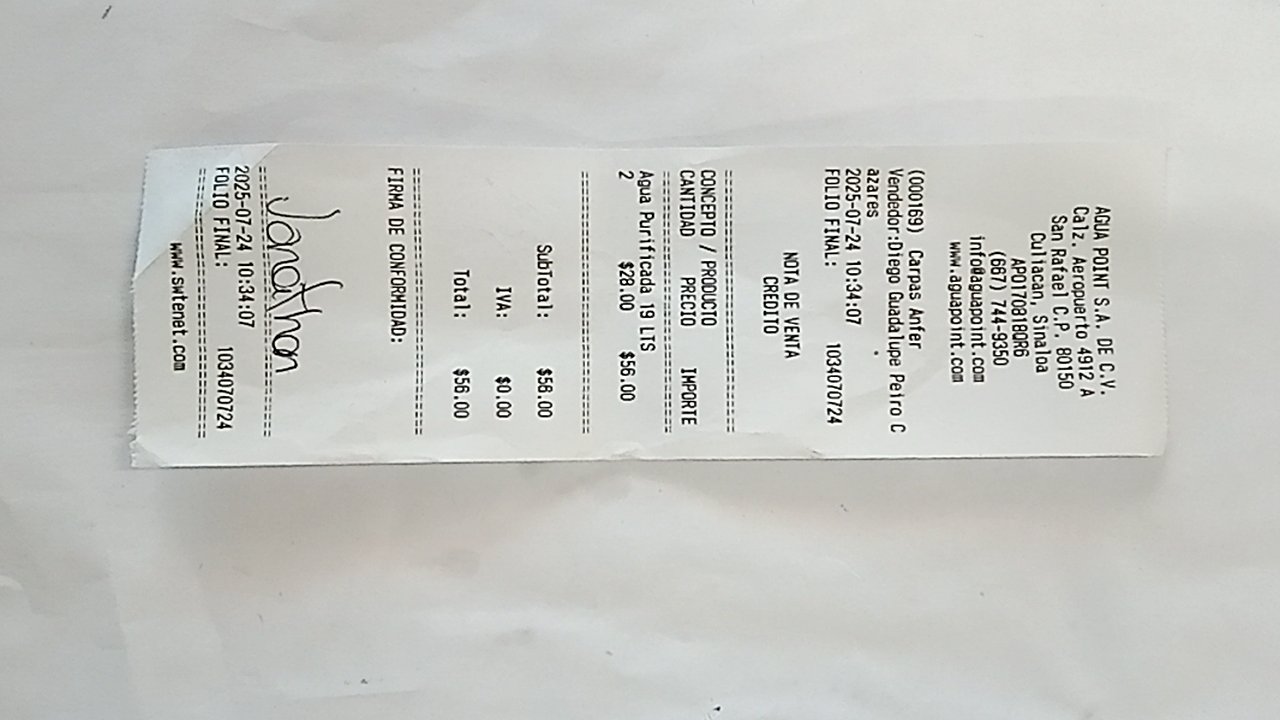 AGUA POINT S.A. DE C.V.
Calz. Aeropuerto 4912 A
San Rafael C.P. 80150
Culiacan, Sinaloa
APO170818QR6
(667) 744-9350
info@aguapoint.com
www.aguapoint.com
(000169) Carpas Anfer
Vendedor:Diego Guadalupe Peiro C
azares
2025-07-24 10:34:07
FOLIO FINAL: 1034070724
NOTA DE VENTA
CREDITO
CONCEPTO / PRODUCTO
CANTIDAD PRECIO IMPORTE
Agua Purificada 19 LTS
2 $28.00 $56.00
SubTotal: $56.00
IVA: $0.00
Total: $56.00
FIRMA DE CONFORMIDAD:
Jonathan
2025-07-24 10:34:07
FOLIO FINAL: 1034070724
www.swtenet.com